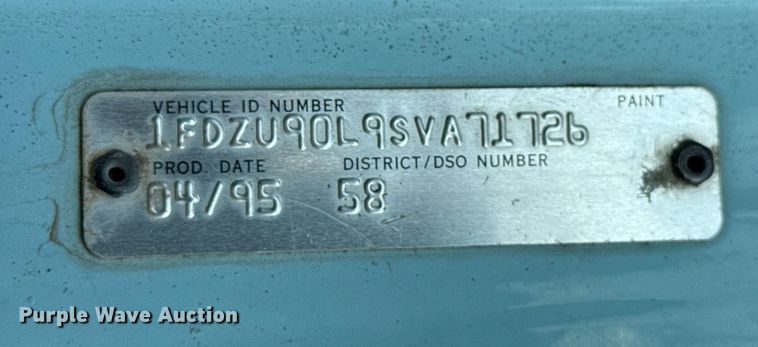 VEHICLE ID NUMBER PAINT
1FDZU90L9SVA71726
PROD. DATE DISTRICT/DSO NUMBER
04/95 58
Purple Wave Auction